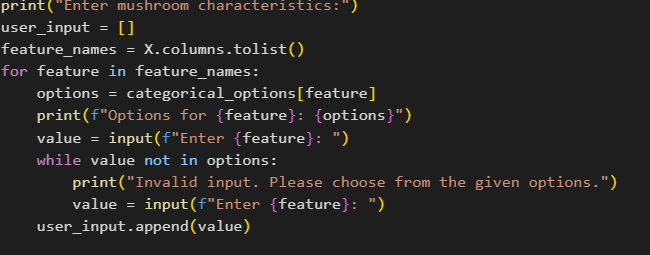 print("Enter mushroom characteristics:")
user_input = []
feature_names = X.columns.tolist()
for feature in feature_names:
    options = categorical_options[feature]
    print(f"Options for {feature}: {options}")
    value = input(f"Enter {feature}: ")
    while value not in options:
        print("Invalid input. Please choose from the given options.")
        value = input(f"Enter {feature}: ")
    user_input.append(value)